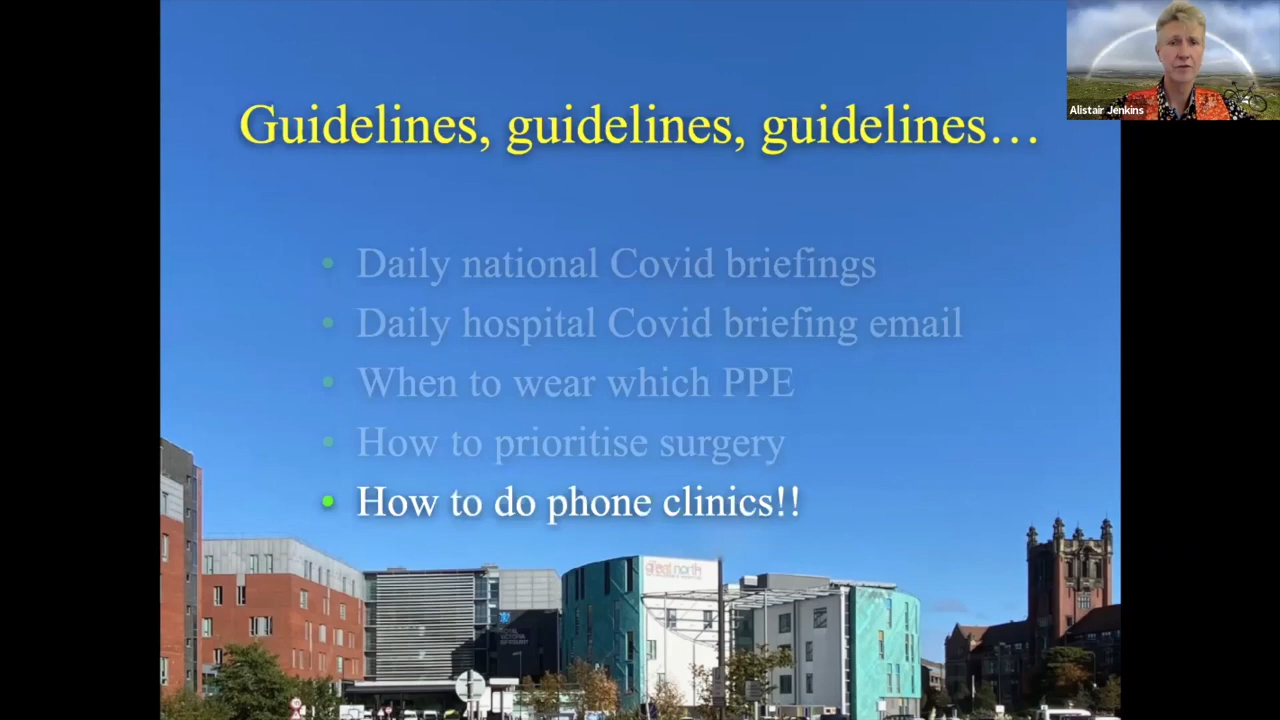 Guidelines, guidelines, guidelines…
Alistair Jenkins
• Daily national Covid briefings
• Daily hospital Covid briefing email
• When to wear which PPE
• How to prioritise surgery
• How to do phone clinics!!
great north